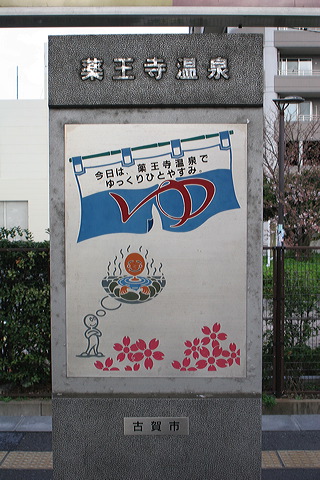 薬王寺温泉
今日は、薬王寺温泉で
ゆっくりひとやすみ。
ゆ
古賀市